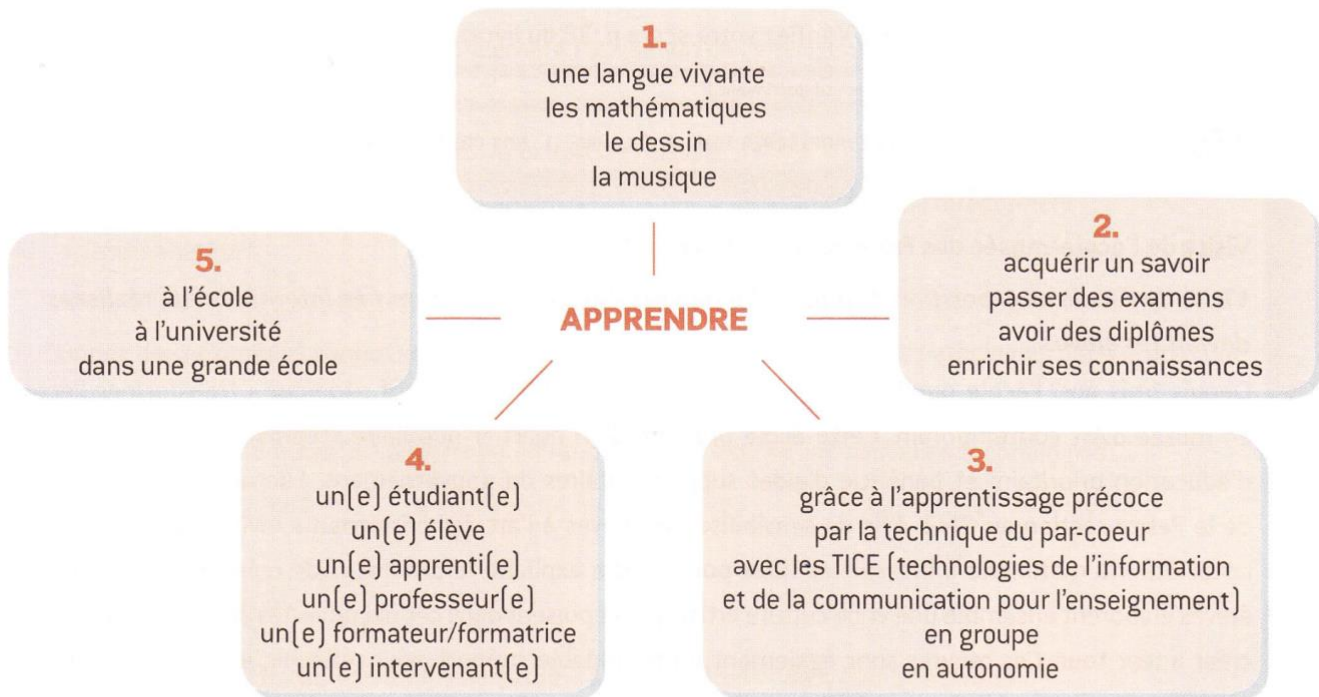 1.
une langue vivante
les mathématiques
le dessin
la musique
2.
acquérir un savoir
passer des examens
avoir des diplômes
enrichir ses connaissances
5.
à l'école
à l'université
dans une grande école
APPRENDRE
4.
un(e) étudiant(e)
un(e) élève
un(e) apprenti(e)
un(e) professeur(e)
un(e) formateur/formatrice
un(e) intervenant(e)
3.
grâce à l'apprentissage précoce
par la technique du par-coeur
avec les TICE (technologies de l'information
et de la communication pour l'enseignement)
en groupe
en autonomie